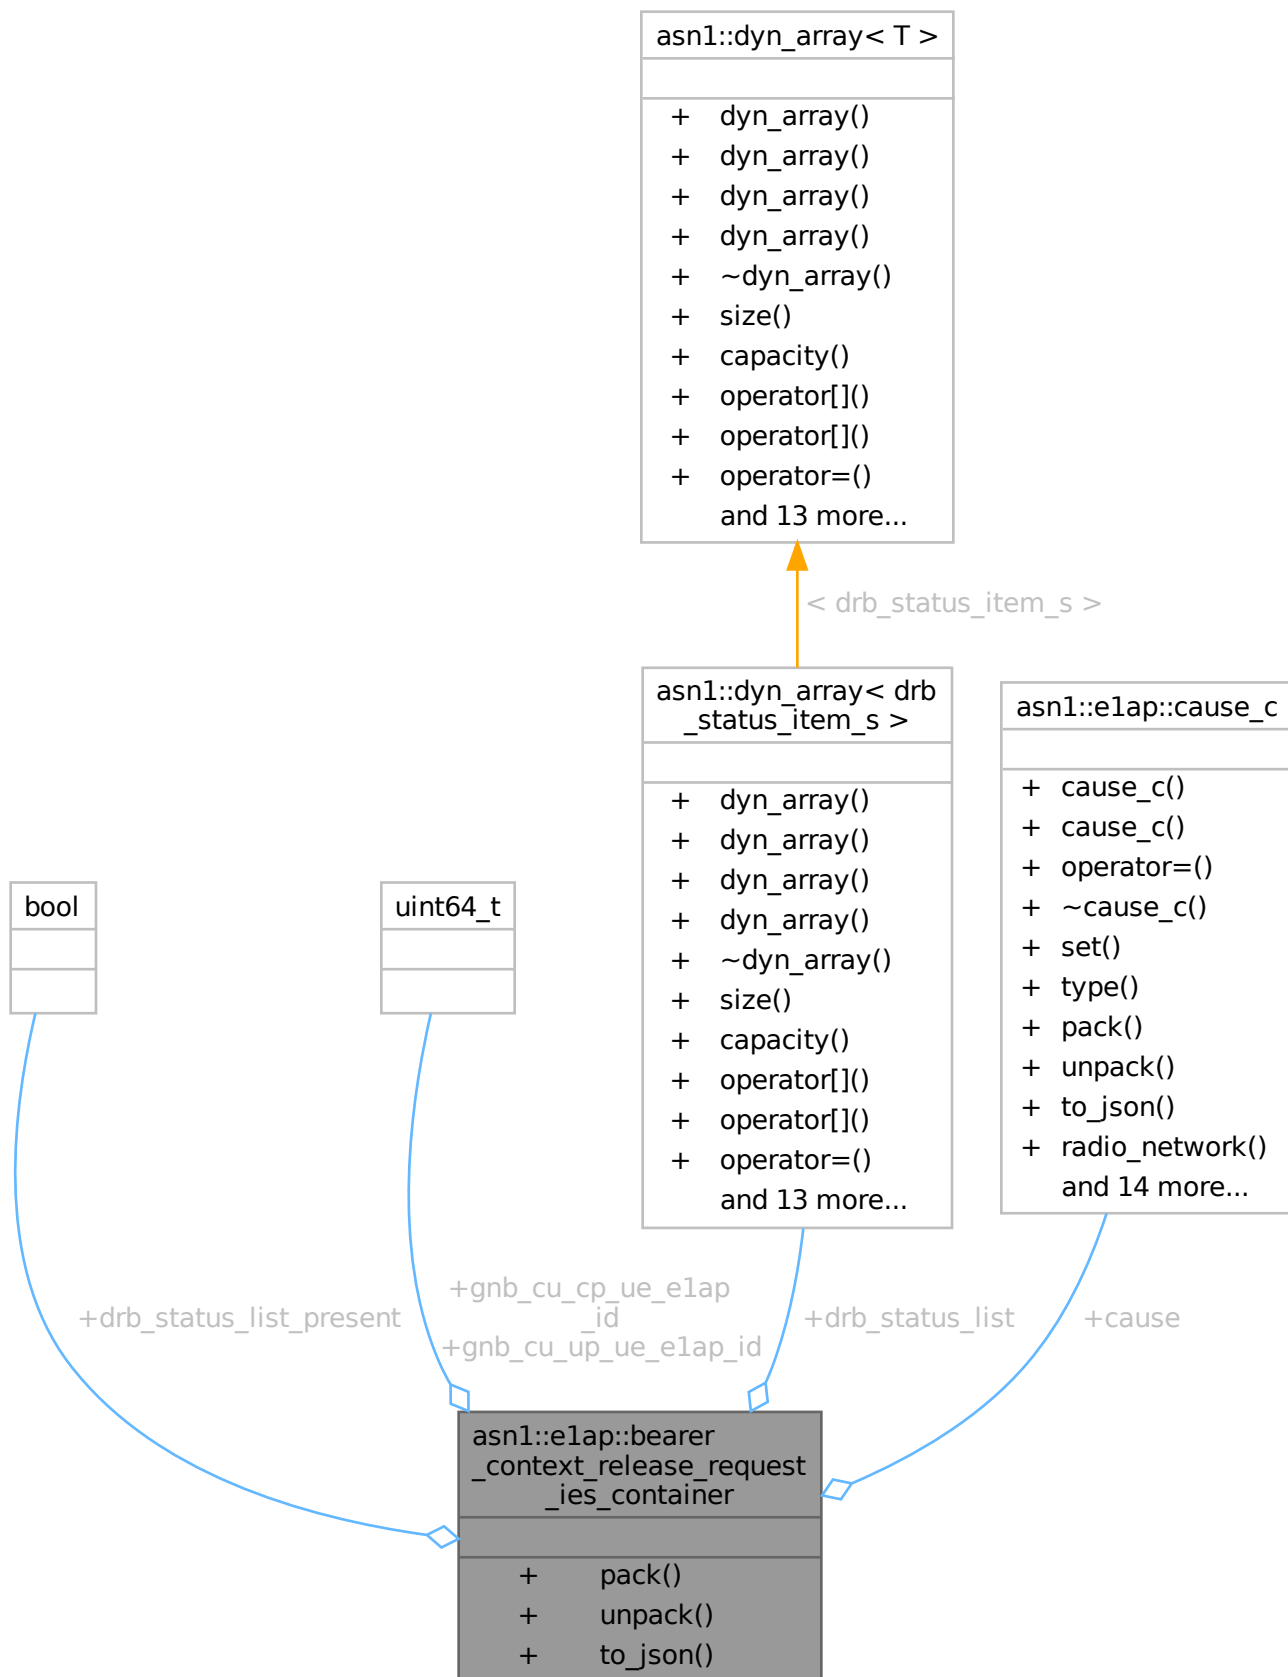 asn1::dyn_array< T >
+ dyn_array()
+ dyn_array()
+ dyn_array()
+ dyn_array()
+ ~dyn_array()
+ size()
+ capacity()
+ operator[]()
+ operator[]()
+ operator=()
and 13 more...
< drb_status_item_s >
asn1::dyn_array< drb
_status_item_s >
+ dyn_array()
+ dyn_array()
+ dyn_array()
+ dyn_array()
+ ~dyn_array()
+ size()
+ capacity()
+ operator[]()
+ operator[]()
+ operator=()
and 13 more...
asn1::e1ap::cause_c
+ cause_c()
+ cause_c()
+ operator=()
+ ~cause_c()
+ set()
+ type()
+ pack()
+ unpack()
+ to_json()
+ radio_network()
and 14 more...
bool
uint64_t
+drb_status_list_present
+gnb_cu_cp_ue_e1ap
_id
+gnb_cu_up_ue_e1ap_id
+drb_status_list
+cause
asn1::e1ap::bearer
_context_release_request
_ies_container
+ pack()
+ unpack()
+ to_json()